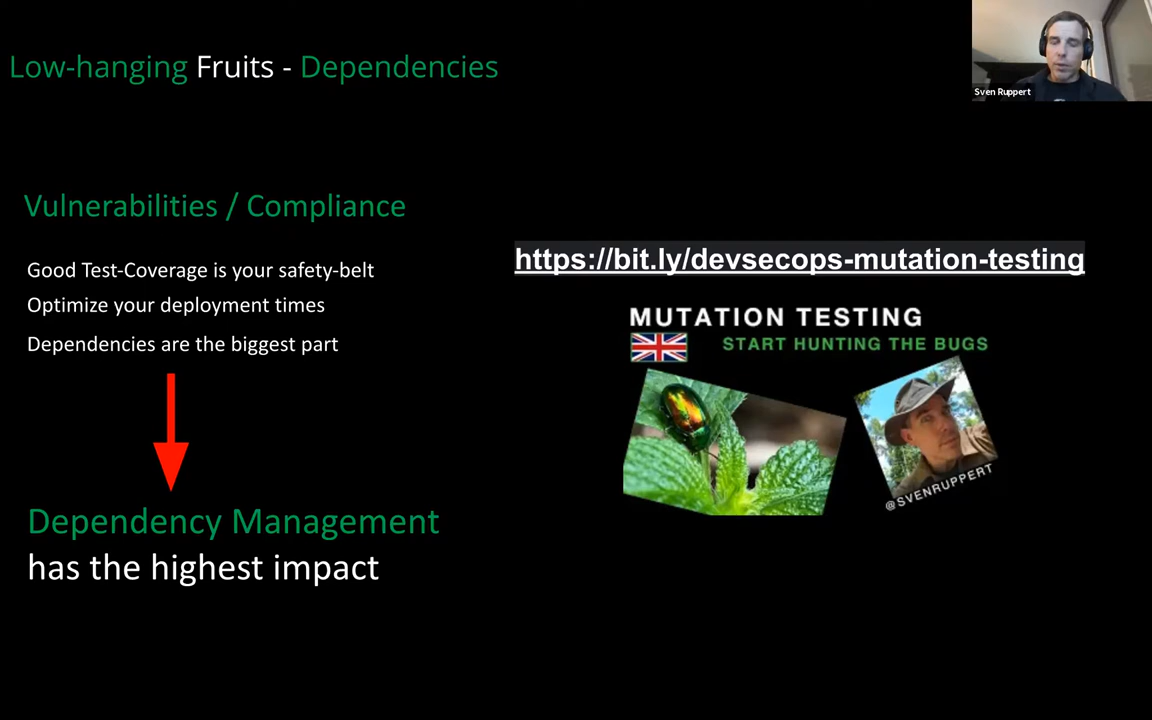 Low-hanging Fruits - Dependencies
Sven Ruppert
Vulnerabilities / Compliance
Good Test-Coverage is your safety-belt
Optimize your deployment times
Dependencies are the biggest part
Dependency Management
has the highest impact
https://bit.ly/devsecops-mutation-testing
MUTATION TESTING
START HUNTING THE BUGS
@SVENRUPPERT